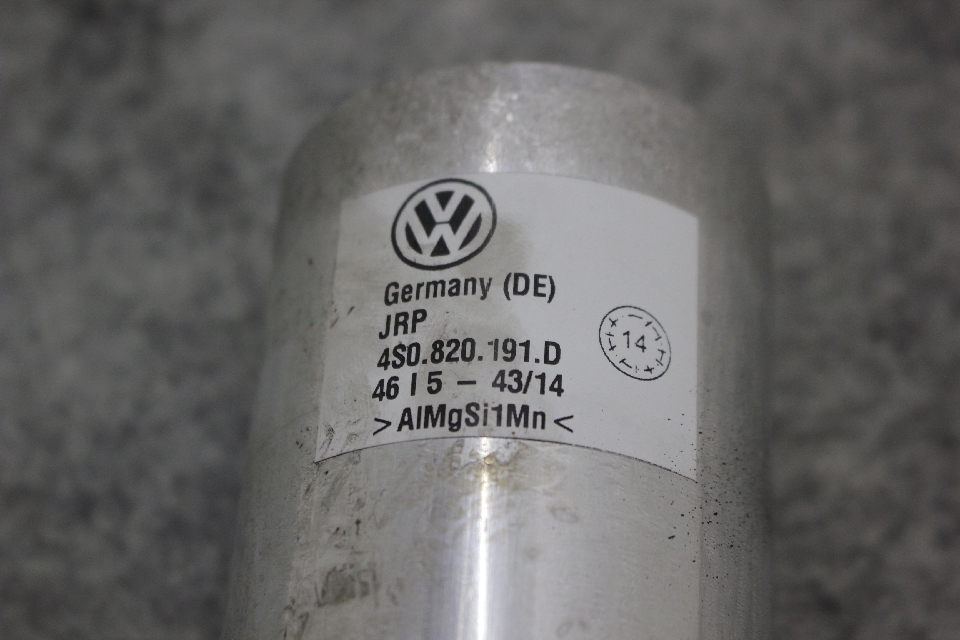 Germany (DE)
JRP
4S0.820.191.D
14
46 I 5 – 43/14
>AlMgSi1Mn<